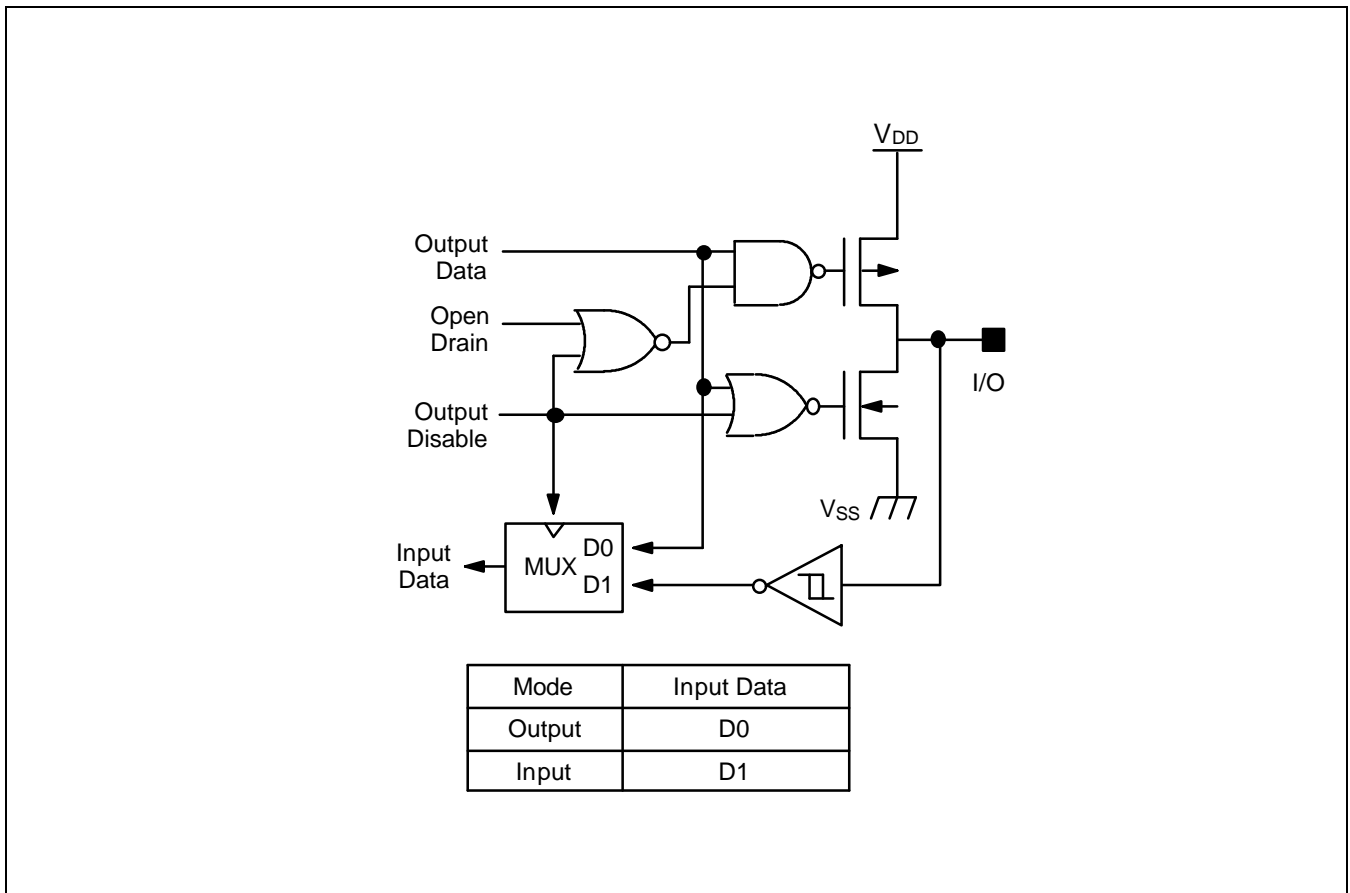 VDD
Output
Data
Open
Drain
I/O
Output
Disable
VSS
Input
Data
MUX
D0
D1
Mode Input Data
Output D0
Input D1